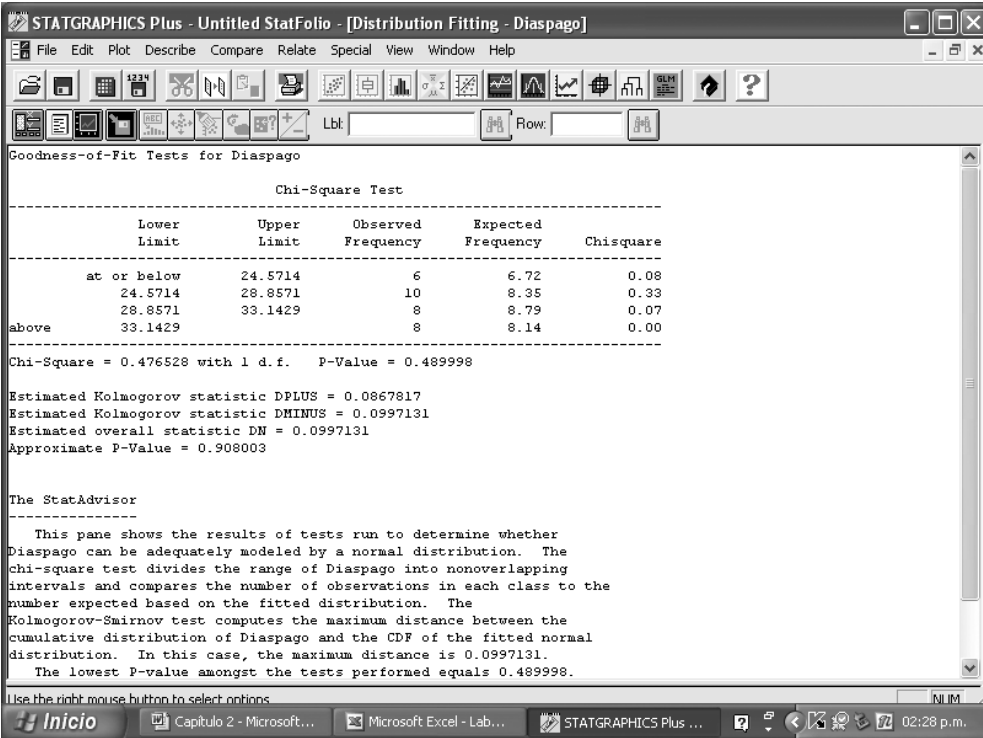 STATGRAPHICS Plus - Untitled StatFolio - [Distribution Fitting - Diaspago]
File Edit Plot Describe Compare Relate Special View Window Help
Lbl: Row:
Goodness-of-Fit Tests for Diaspago
Chi-Square Test
Lower Upper Observed Expected
Limit Limit Frequency Frequency Chisquare
at or below 24.5714 6 6.72 0.08
24.5714 28.8571 10 8.35 0.33
28.8571 33.1429 8 8.79 0.07
above 33.1429 8 8.14 0.00
Chi-Square = 0.476528 with 1 d.f. P-Value = 0.489998
Estimated Kolmogorov statistic DPLUS = 0.0867817
Estimated Kolmogorov statistic DMINUS = 0.0997131
Estimated overall statistic DN = 0.0997131
Approximate P-Value = 0.908003
The StatAdvisor
This pane shows the results of tests run to determine whether
Diaspago can be adequately modeled by a normal distribution. The
chi-square test divides the range of Diaspago into nonoverlapping
intervals and compares the number of observations in each class to the
number expected based on the fitted distribution. The
Kolmogorov-Smirnov test computes the maximum distance between the
cumulative distribution of Diaspago and the CDF of the fitted normal
distribution. In this case, the maximum distance is 0.0997131.
The lowest P-value amongst the tests performed equals 0.489998.
Use the right mouse button to select options
NUM
Inicio Capítulo 2 - Microsoft... Microsoft Excel - Lab... STATGRAPHICS Plus ... 02:28 p.m.